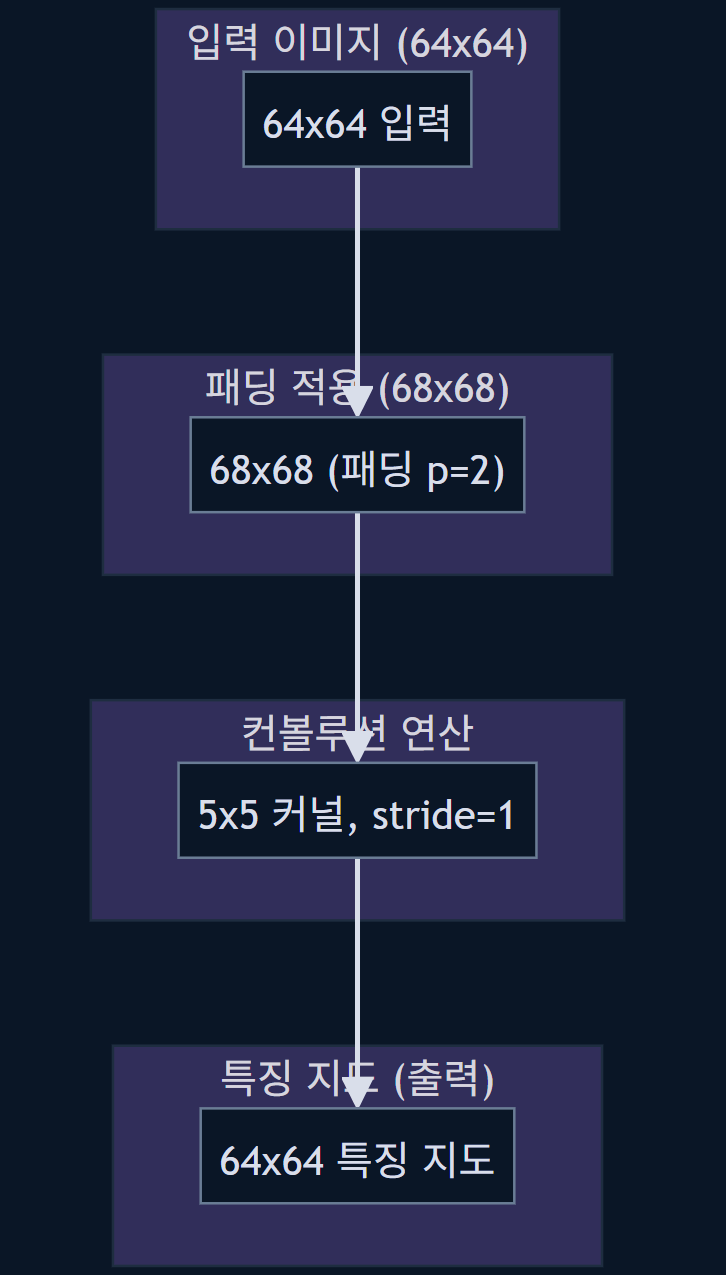 입력 이미지 (64x64)
64x64 입력
패딩 적용 (68x68)
68x68 (패딩 p=2)
컨볼루션 연산
5x5 커널, stride=1
특징 지도 (출력)
64x64 특징 지도